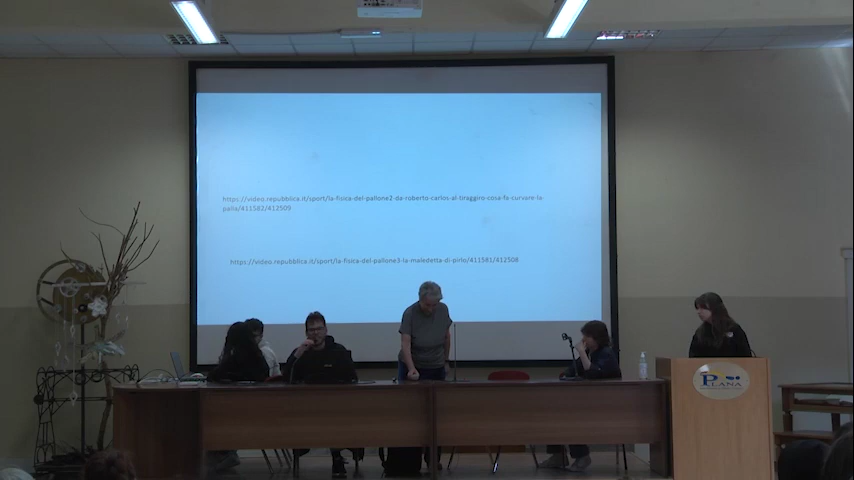 https://video.repubblica.it/sport/la-fisica-del-pallone2-da-roberto-carlos-al-tiraggiro-cosa-fa-curvare-la-
palla/411582/412509
https://video.repubblica.it/sport/la-fisica-del-pallone3-la-maledetta-di-pirlo/411581/412508
PLANA